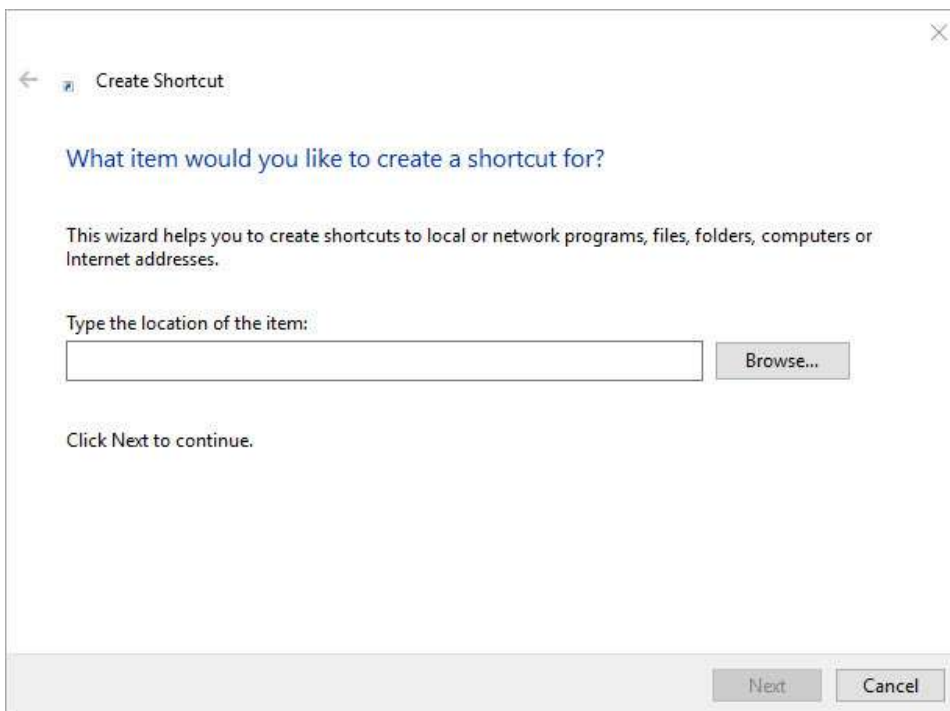 Create Shortcut
What item would you like to create a shortcut for?
This wizard helps you to create shortcuts to local or network programs, files, folders, computers or
Internet addresses.
Type the location of the item:
Browse...
Click Next to continue.
Next
Cancel